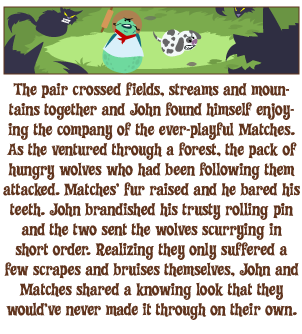 The pair crossed fields, streams and moun-
tains together and John found himself enjoy-
ing the company of the ever-playful Matches.
As the ventured through a forest, the pack of
hungry wolves who had been following them
attacked. Matches' fur raised and he bared his
teeth. John brandished his trusty rolling pin
and the two sent the wolves scurrying in
short order. Realizing they only suffered a
few scrapes and bruises themselves, John and
Matches shared a knowing look that they
would've never made it through on their own.